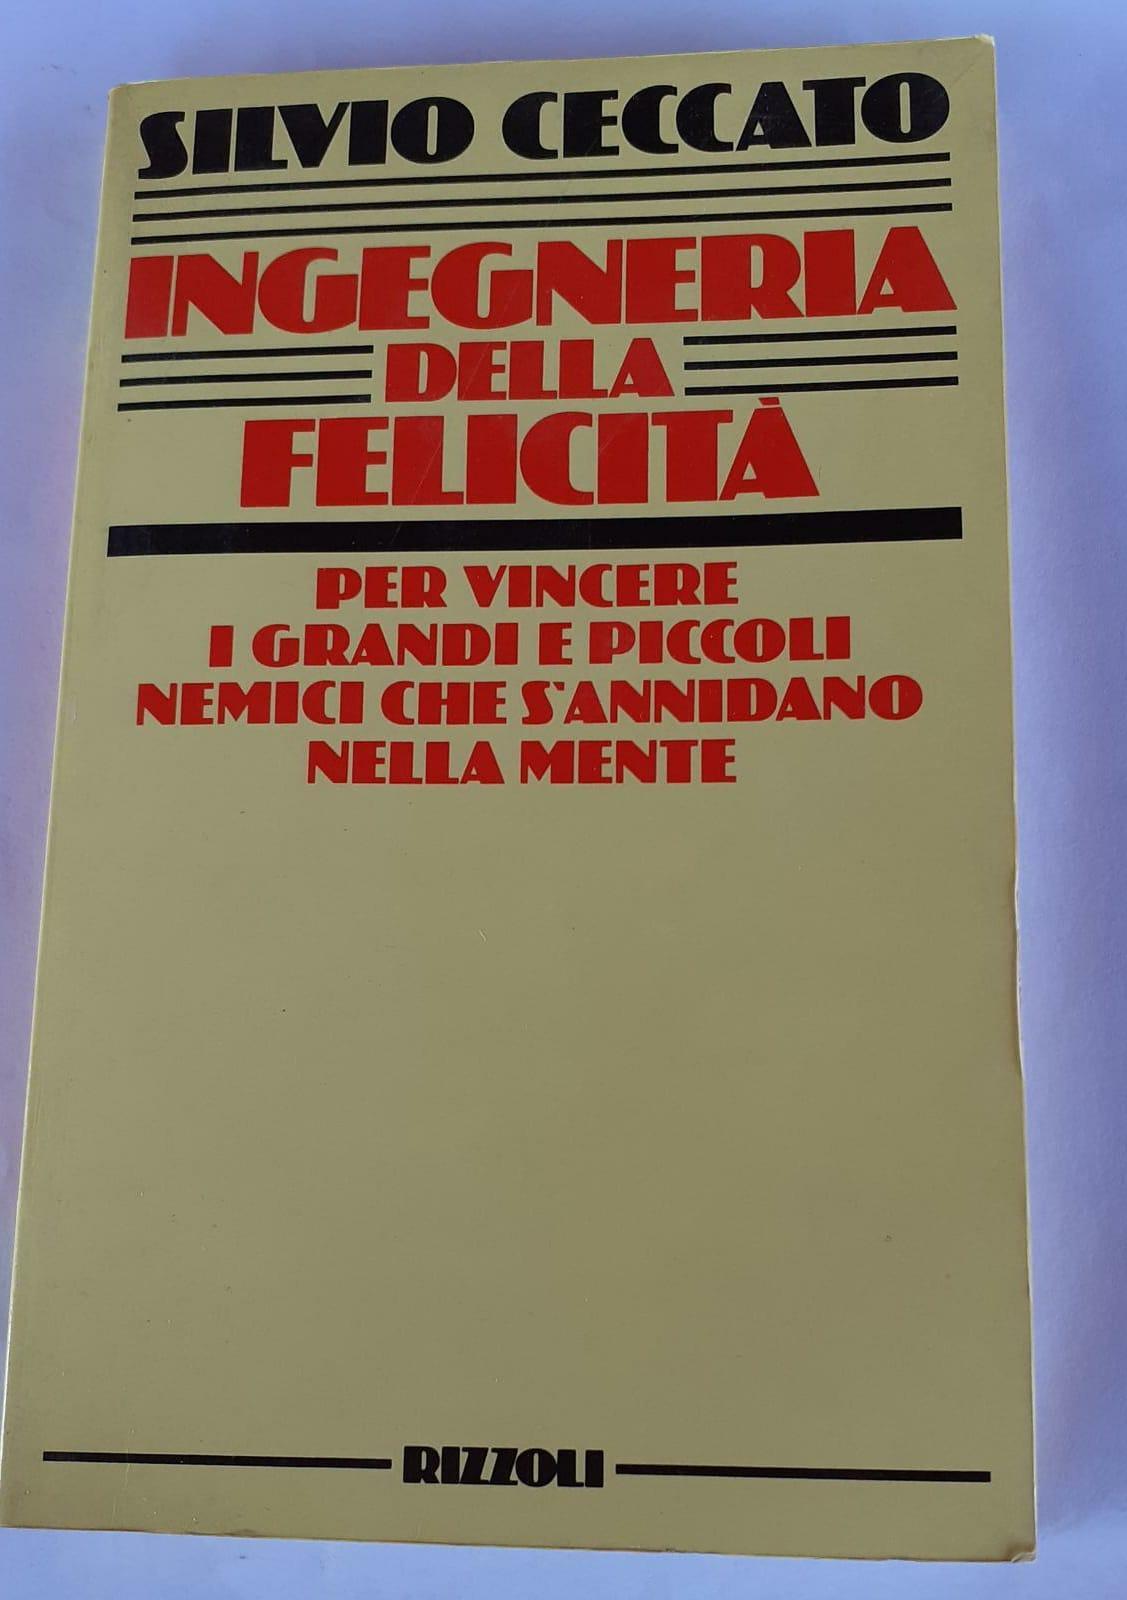 SILVIO CECCATO
INGEGNERIA
DELLA
FELICITÀ
PER VINCERE
I GRANDI E PICCOLI
NEMICI CHE S'ANNIDANO
NELLA MENTE
RIZZOLI